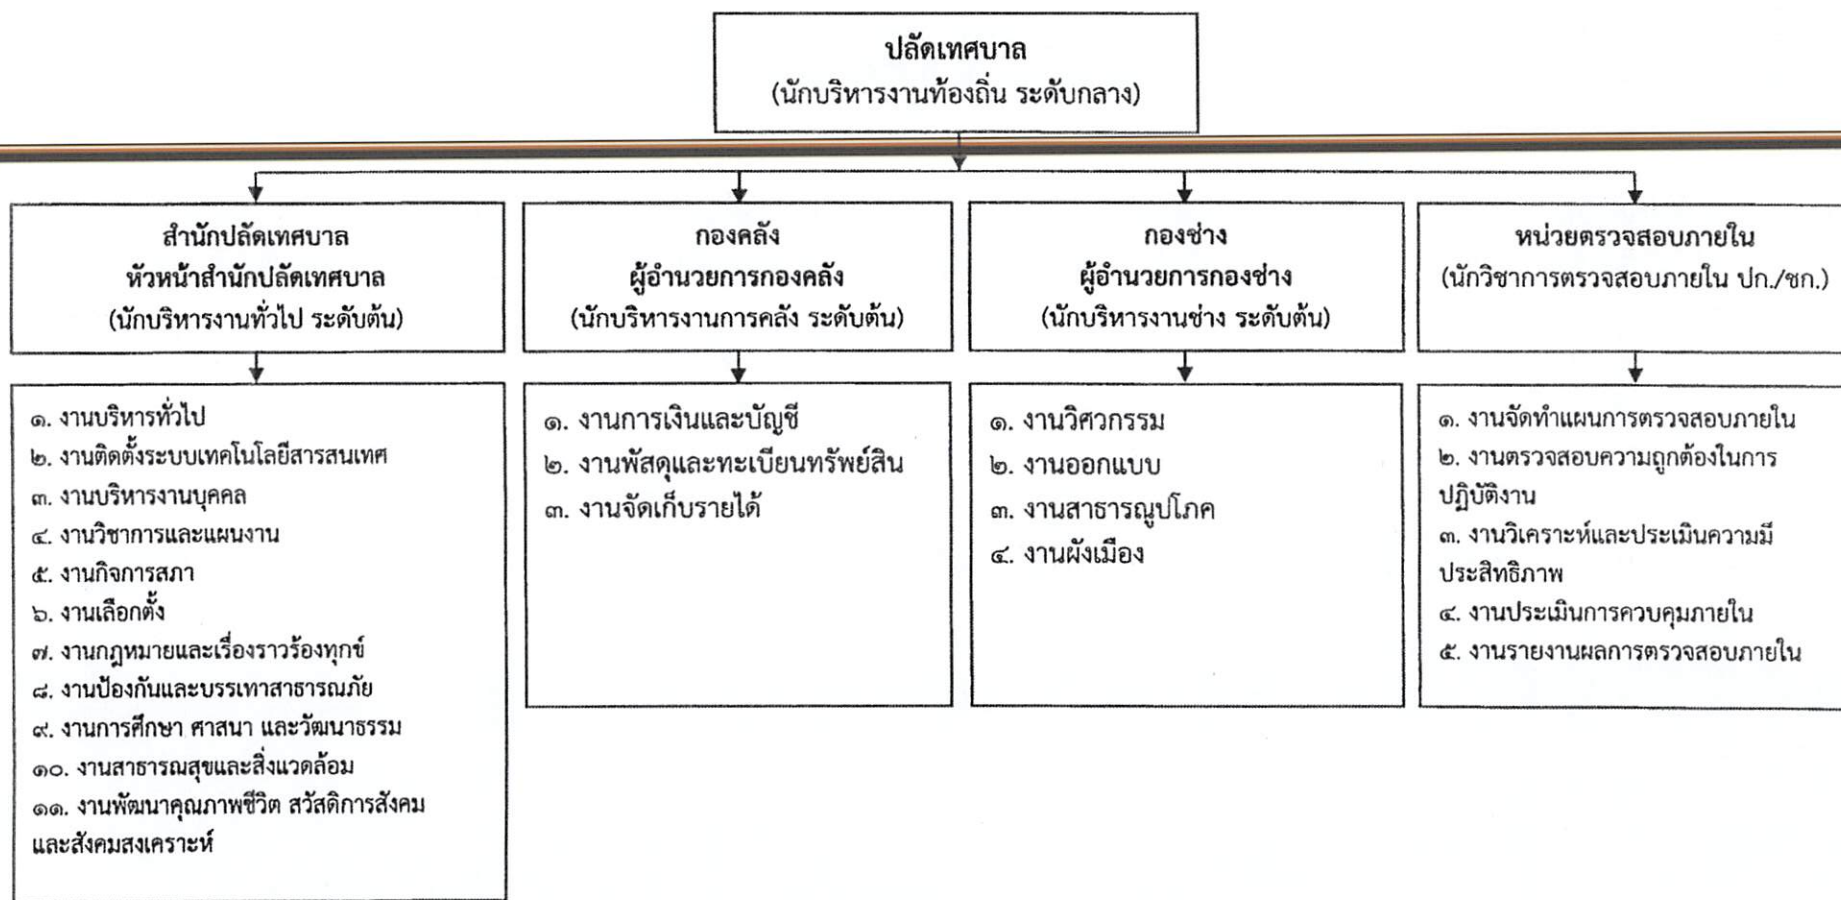 ปลัดเทศบาล
(นักบริหารงานท้องถิ่น ระดับกลาง)
สำนักปลัดเทศบาล
หัวหน้าสำนักปลัดเทศบาล
(นักบริหารงานทั่วไป ระดับต้น)
กองคลัง
ผู้อำนวยการกองคลัง
(นักบริหารงานการคลัง ระดับต้น)
กองช่าง
ผู้อำนวยการกองช่าง
(นักบริหารงานช่าง ระดับต้น)
หน่วยตรวจสอบภายใน
(นักวิชาการตรวจสอบภายใน ปก./ชก.)
๑. งานบริหารทั่วไป
๒. งานติดตั้งระบบเทคโนโลยีสารสนเทศ
๓. งานบริหารงานบุคคล
๔. งานวิชาการและแผนงาน
๕. งานกิจการสภา
๖. งานเลือกตั้ง
๗. งานกฎหมายและเรื่องราวร้องทุกข์
๘. งานป้องกันและบรรเทาสาธารณภัย
๙. งานการศึกษา ศาสนา และวัฒนาธรรม
๑๐. งานสาธารณสุขและสิ่งแวดล้อม
๑๑. งานพัฒนาคุณภาพชีวิต สวัสดิการสังคม
และสังคมสงเคราะห์
๑. งานการเงินและบัญชี
๒. งานพัสดุและทะเบียนทรัพย์สิน
๓. งานจัดเก็บรายได้
๑. งานวิศวกรรม
๒. งานออกแบบ
๓. งานสาธารณูปโภค
๔. งานผังเมือง
๑. งานจัดทำแผนการตรวจสอบภายใน
๒. งานตรวจสอบความถูกต้องในการ
ปฏิบัติงาน
๓. งานวิเคราะห์และประเมินความมี
ประสิทธิภาพ
๔. งานประเมินการควบคุมภายใน
๕. งานรายงานผลการตรวจสอบภายใน